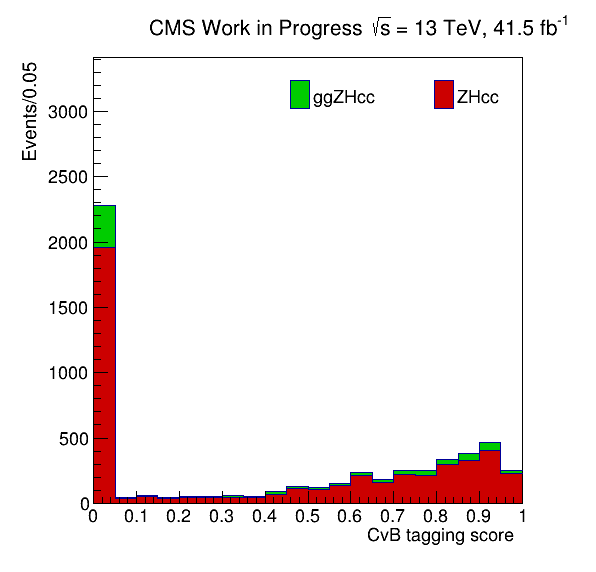 CMS Work in Progress √s = 13 TeV, 41.5 fb⁻¹
Events/0.05
ggZHcc ZHcc
3000
2500
2000
1500
1000
500
0
0 0.1 0.2 0.3 0.4 0.5 0.6 0.7 0.8 0.9 1
CvB tagging score